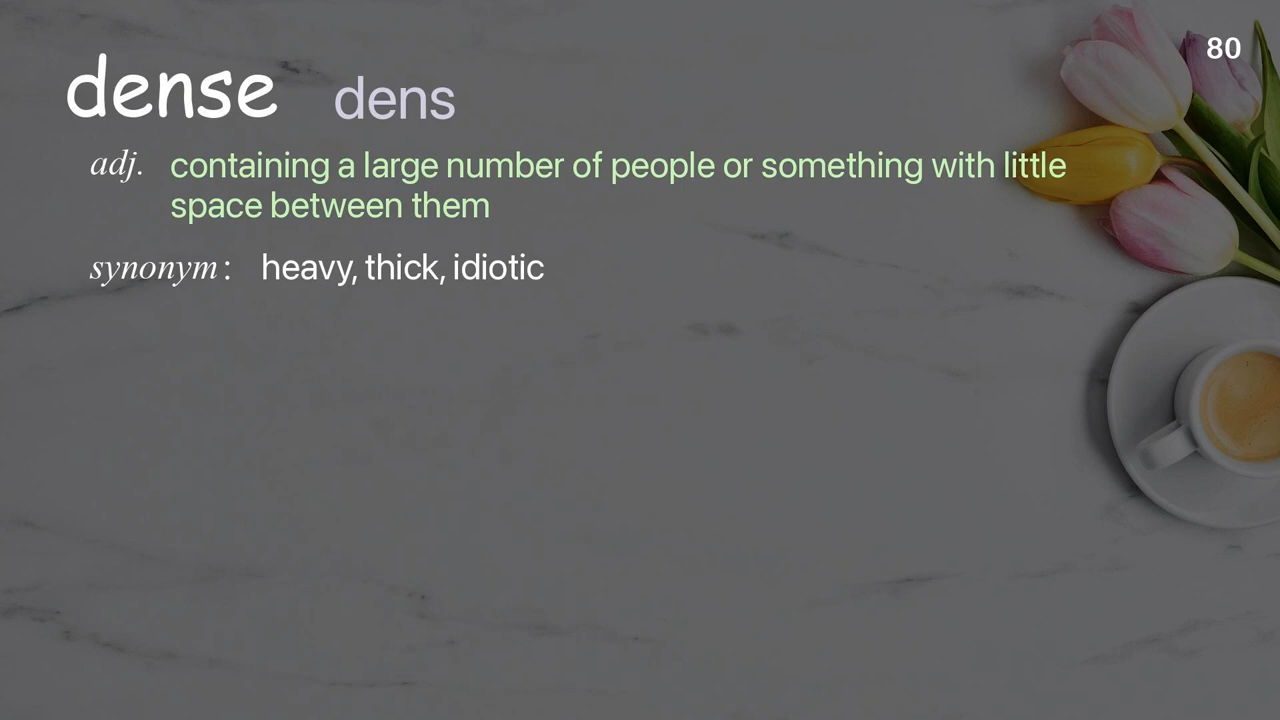 80
dense dens
adj. containing a large number of people or something with little
space between them
synonym: heavy, thick, idiotic